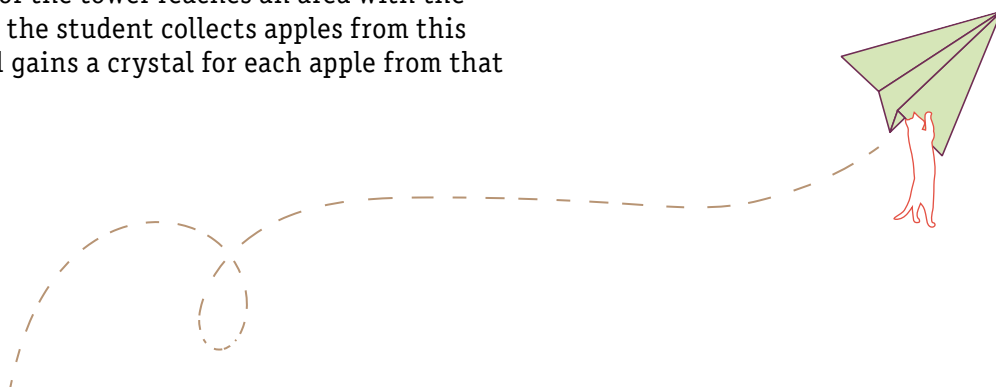 of the tower reaches an area with the
the student collects apples from this
gains a crystal for each apple from that